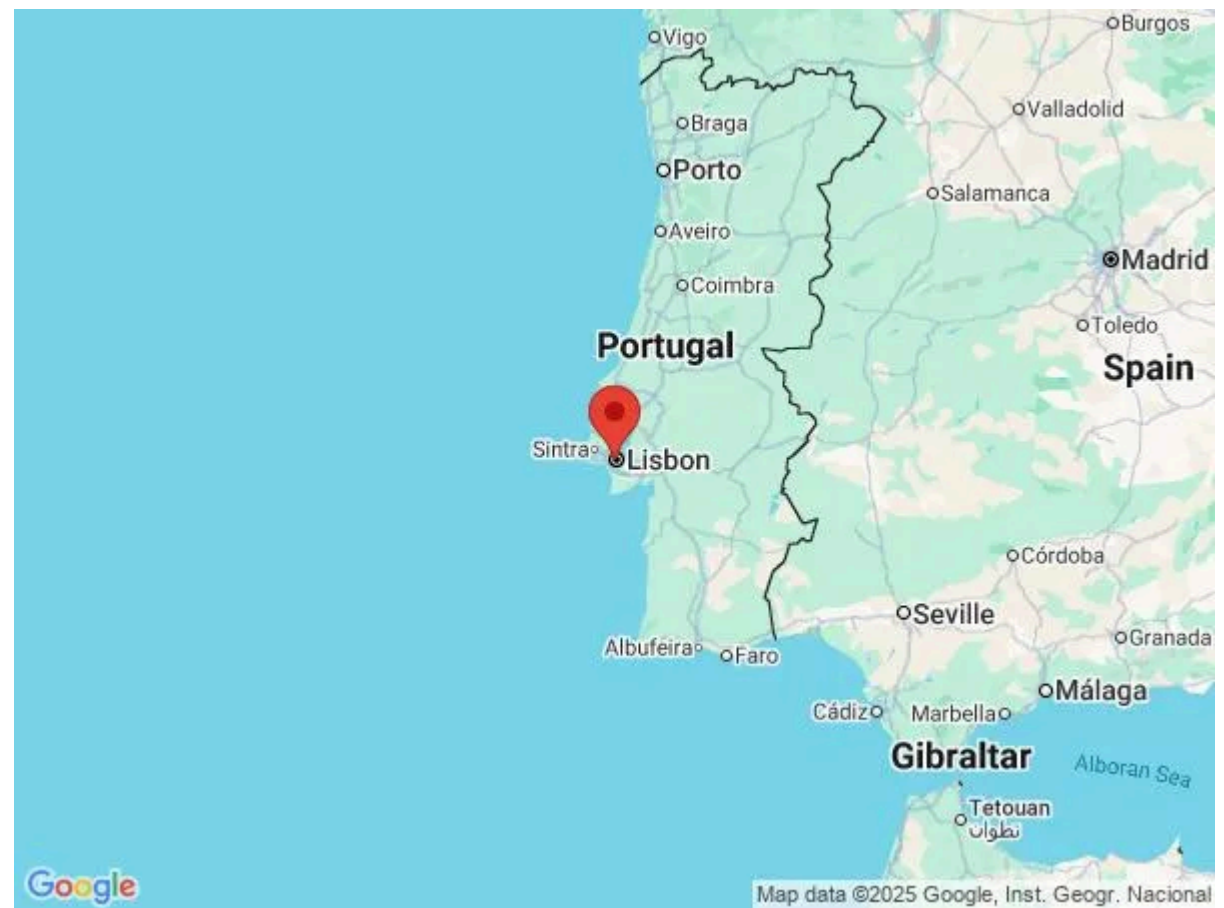 Burgos
Vigo
Valladolid
Braga
Porto
Salamanca
Aveiro
Madrid
Coimbra
Toledo
Portugal
Spain
Sintra
Lisbon
Córdoba
Seville
Granada
Albufeira
Faro
Málaga
Cádiz
Marbella
Gibraltar
Alboran Sea
Tetouan
تطوان
Google
Map data ©2025 Google, Inst. Geogr. Nacional